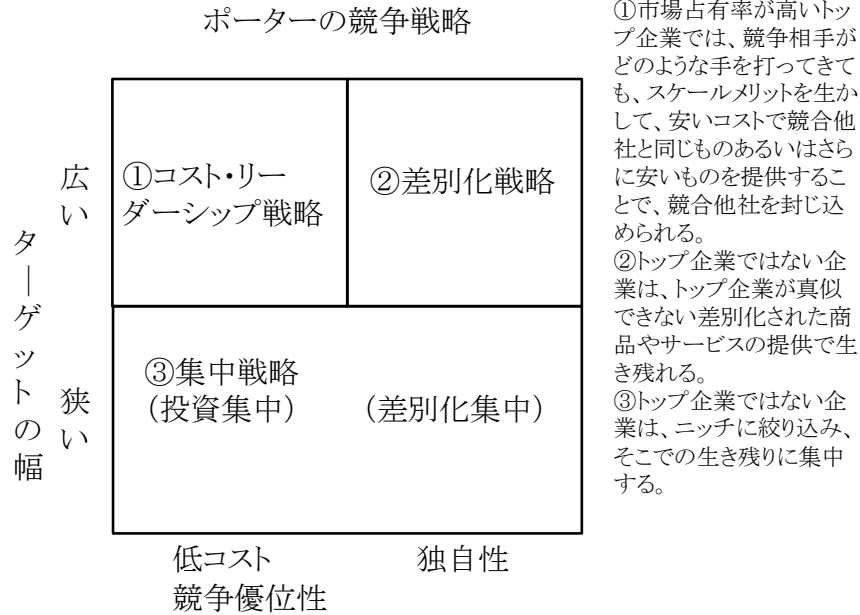 ポーターの競争戦略
ターゲットの幅
広い
狭い
①コスト・リー
ダーシップ戦略
②差別化戦略
③集中戦略
(投資集中)
(差別化集中)
低コスト
独自性
競争優位性
①市場占有率が高いトッ
プ企業では、競争相手が
どのような手を打ってきて
も、スケールメリットを生か
して、安いコストで競合他
社と同じものあるいはさら
に安いものを提供するこ
とで、競合他社を封じ込
められる。
②トップ企業ではない企
業は、トップ企業が真似
できない差別化された商
品やサービスの提供で生
き残れる。
③トップ企業ではない企
業は、ニッチに絞り込み、
そこでの生き残りに集中
する。